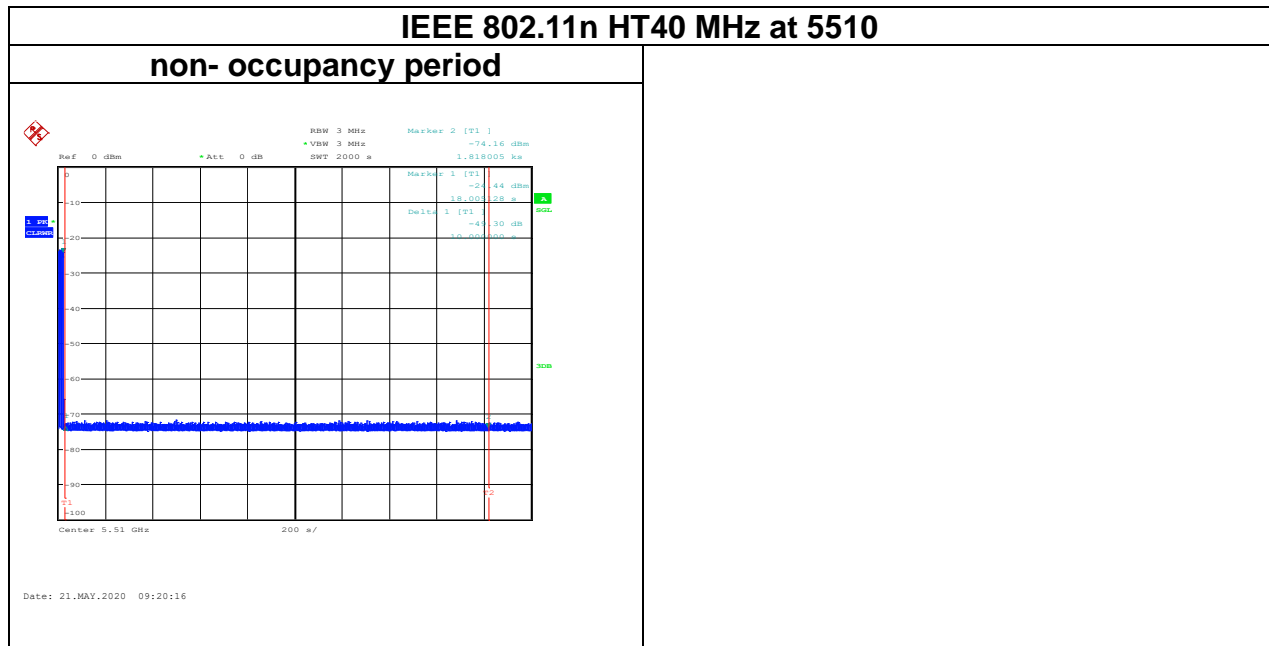 IEEE 802.11n HT40 MHz at 5510
non- occupancy period
R S
RBW 3 MHz Marker 2 [T1 ]
* VBW 3 MHz -74.16 dBm
Ref 0 dBm * Att 0 dB SWT 2000 s 1.818005 ks
0 Marker 1 [T1 ]
.44 dBm
-10 A
Delta 1 [T1 ] SGL
1 PK *
.30 dB
CLRWR
-20
-30
-40
-50
-60 3DB
-70
-80
-90
T1 T2
-100
Center 5.51 GHz 200 s/
Date: 21.MAY.2020 09:20:16